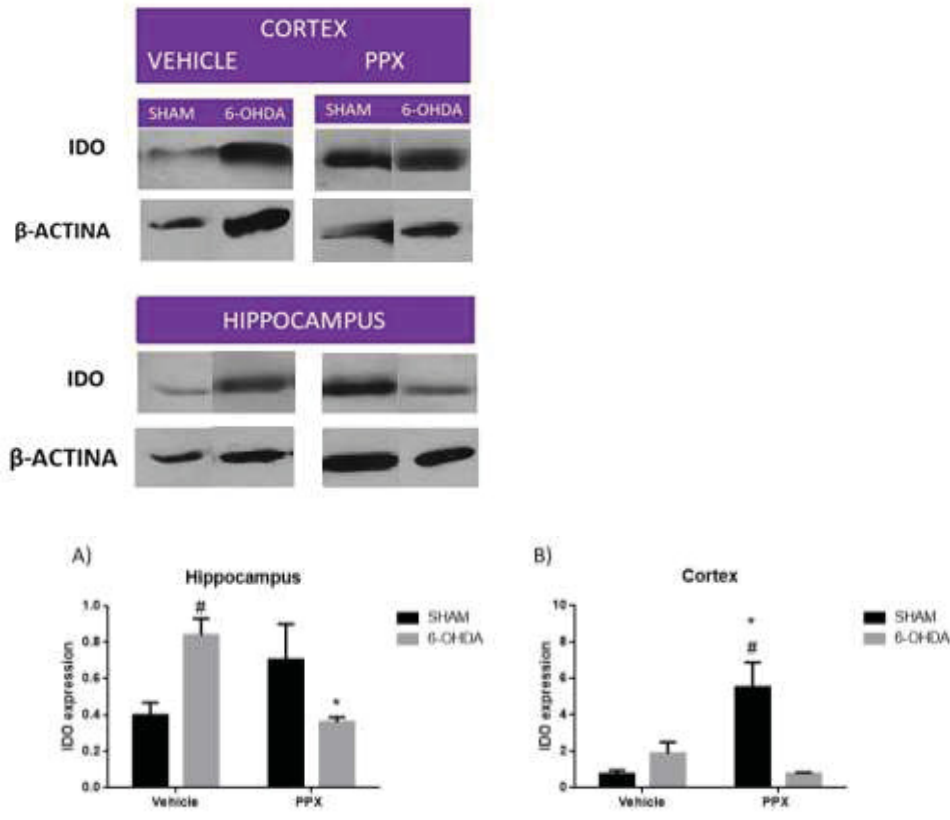 CORTEX
VEHICLE PPX
SHAM 6-OHDA SHAM 6-OHDA
IDO
β-ACTINA
HIPPOCAMPUS
IDO
β-ACTINA
A)
Hippocampus
IDO expression
1.0
0.8
0.6
0.4
0.2
0.0
#
*
Vehicle PPX
SHAM
6-OHDA
B)
Cortex
IDO expression
10
8
6
4
2
0
*
#
Vehicle PPX
SHAM
6-OHDA